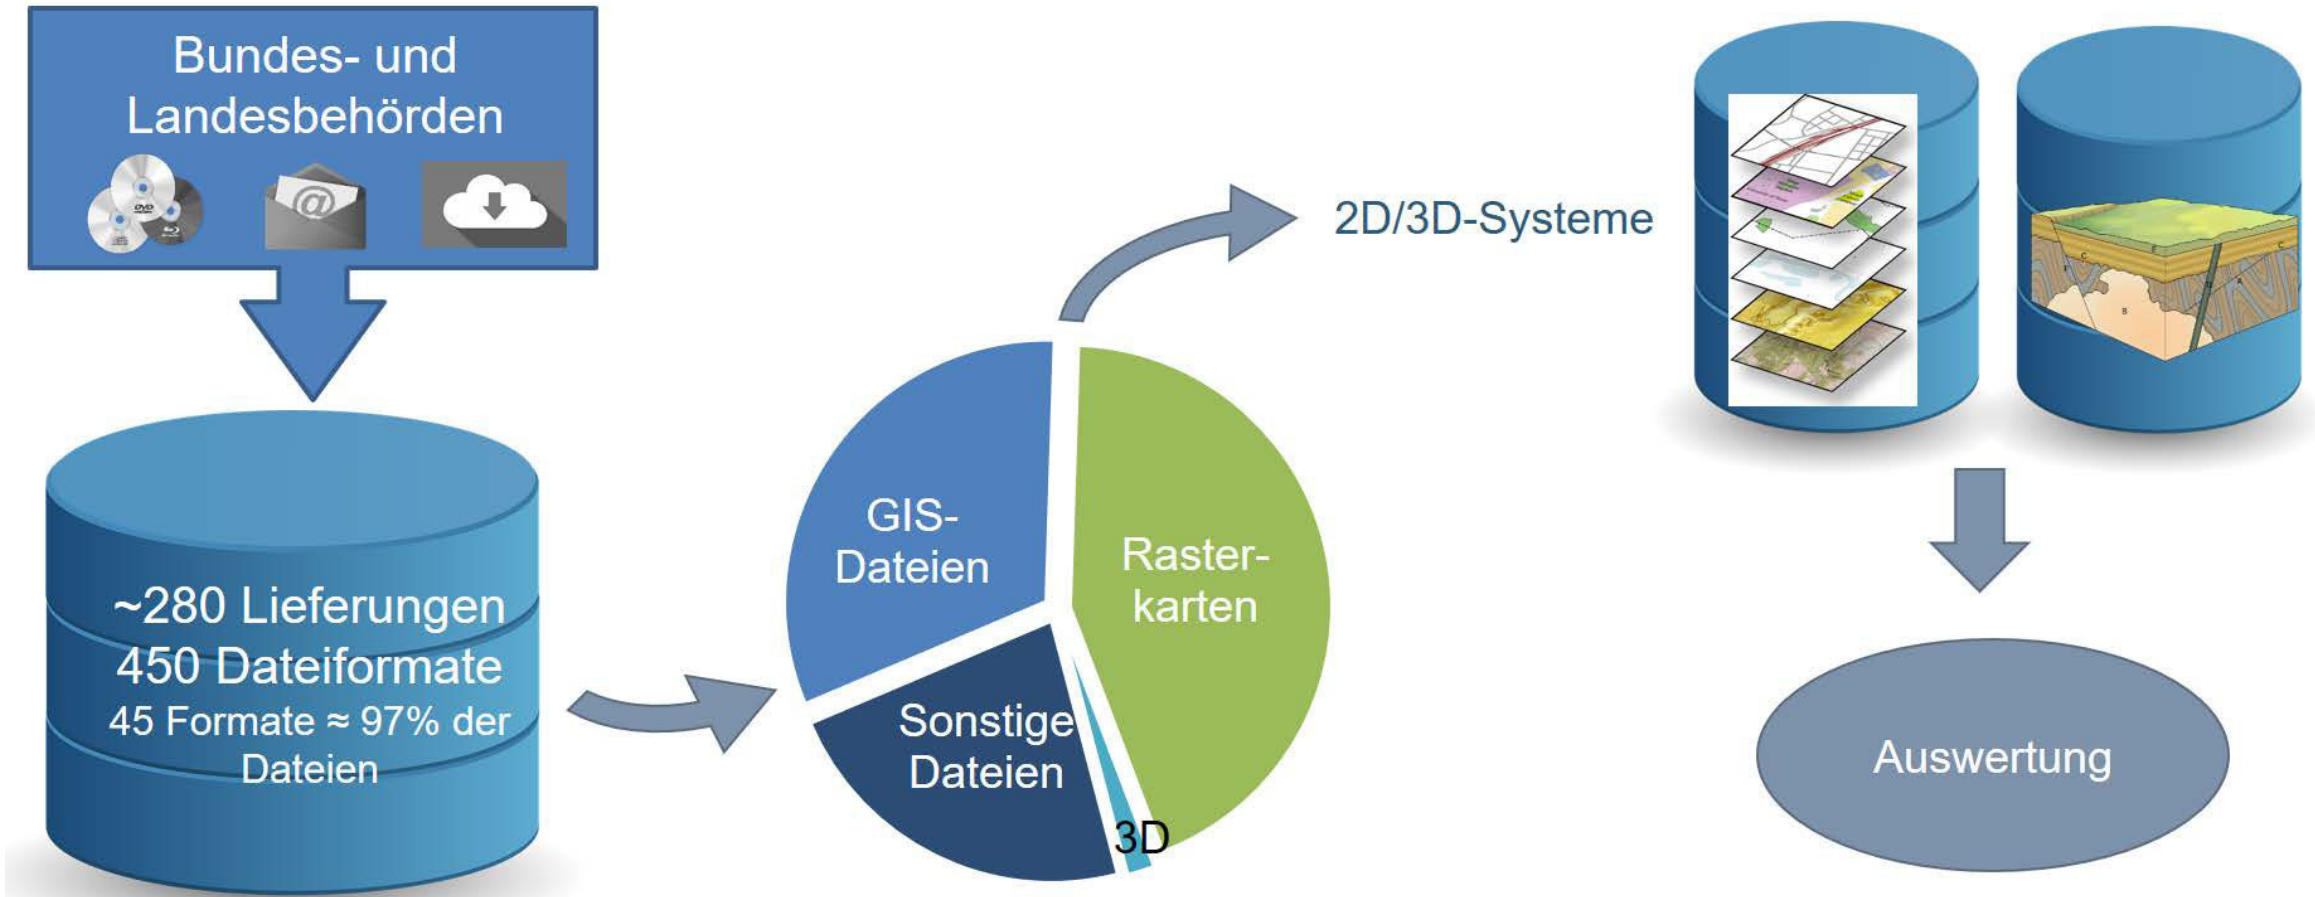 Bundes- und
Landesbehörden
DVD
@
~280 Lieferungen
450 Dateiformate
45 Formate ≈ 97% der
Dateien
GIS-
Dateien
Raster-
karten
Sonstige
Dateien
3D
2D/3D-Systeme
F
C
C
A
B
Auswertung